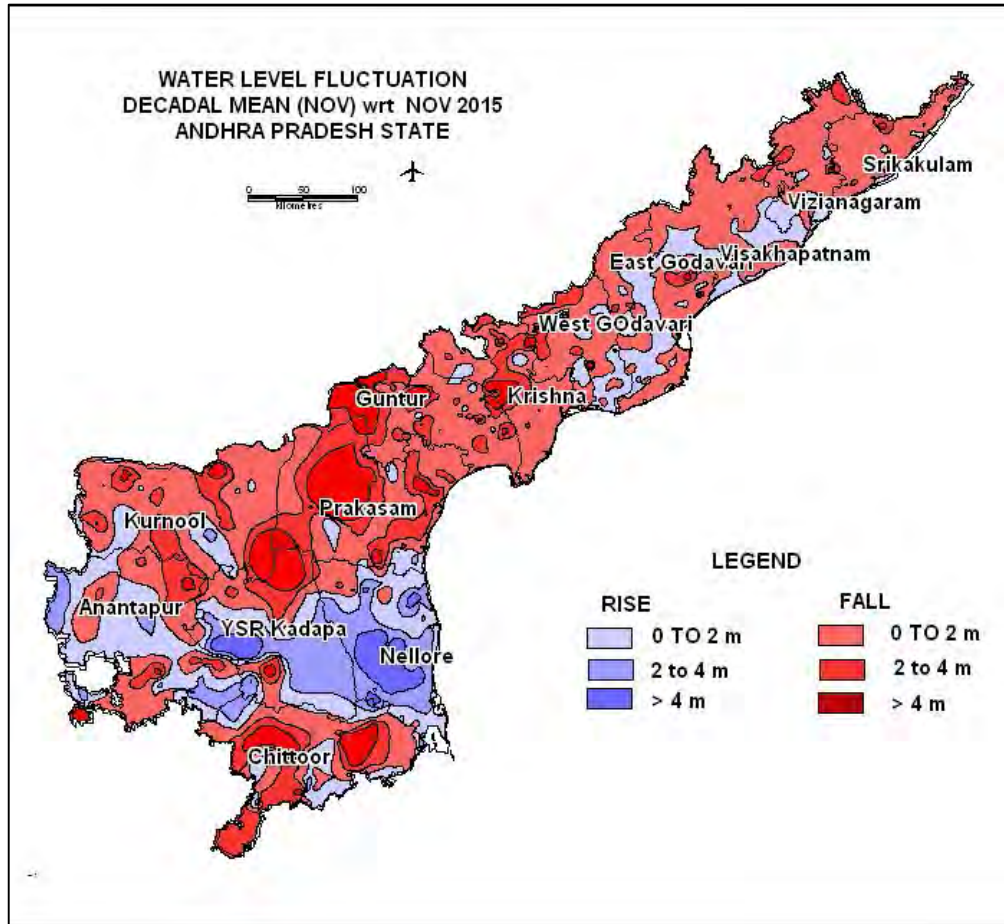 WATER LEVEL FLUCTUATION
DECADAL MEAN (NOV) wrt NOV 2015
ANDHRA PRADESH STATE
0 50 100
kilometres
Srikakulam
Vizianagaram
Visakhapatnam
East Godavari
West GOdavari
Krishna
Guntur
Prakasam
Kurnool
Anantapur
YSR Kadapa
Nellore
Chittoor
LEGEND
RISE FALL
0 TO 2 m 0 TO 2 m
2 to 4 m 2 to 4 m
> 4 m > 4 m